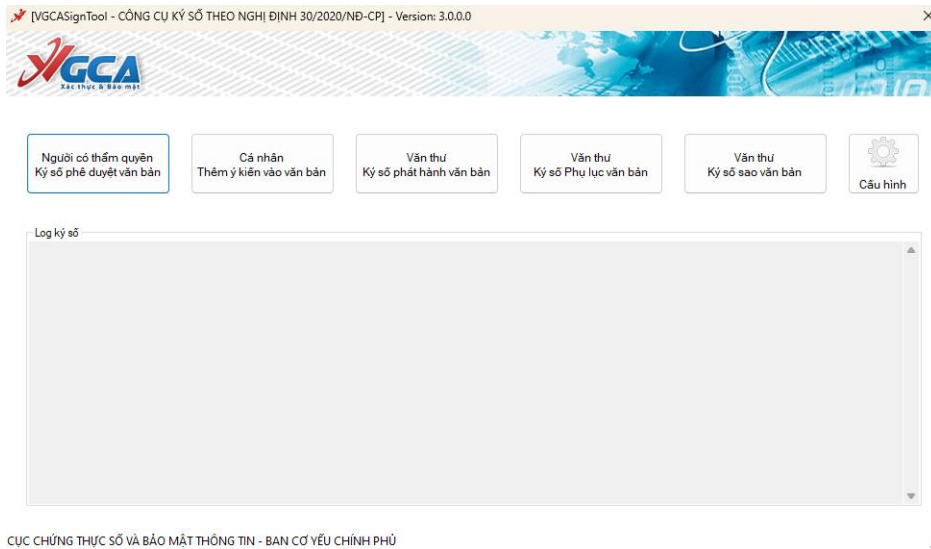 [VGCASignTool - CÔNG CỤ KÝ SỐ THEO NGHỊ ĐỊNH 30/2020/NĐ-CP] - Version: 3.0.0.0
VGCA
Xác thực & Bảo mật
Người có thẩm quyền
Ký số phê duyệt văn bản
Cá nhân
Thêm ý kiến vào văn bản
Văn thư
Ký số phát hành văn bản
Văn thư
Ký số Phụ lục văn bản
Văn thư
Ký số sao văn bản
Cấu hình
Log ký số
CỤC CHỨNG THỰC SỐ VÀ BẢO MẬT THÔNG TIN - BAN CƠ YẾU CHÍNH PHỦ